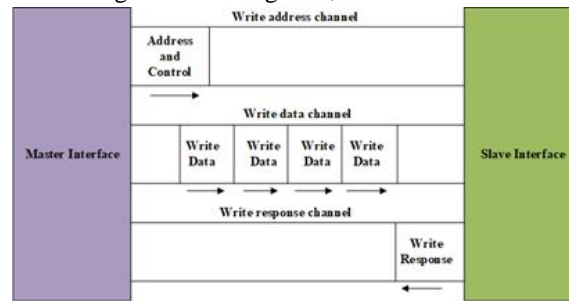 Write address channel
Address
and
Control
Write data channel
Master Interface
Write
Data
Write
Data
Write
Data
Write
Data
Slave Interface
Write response channel
Write
Response